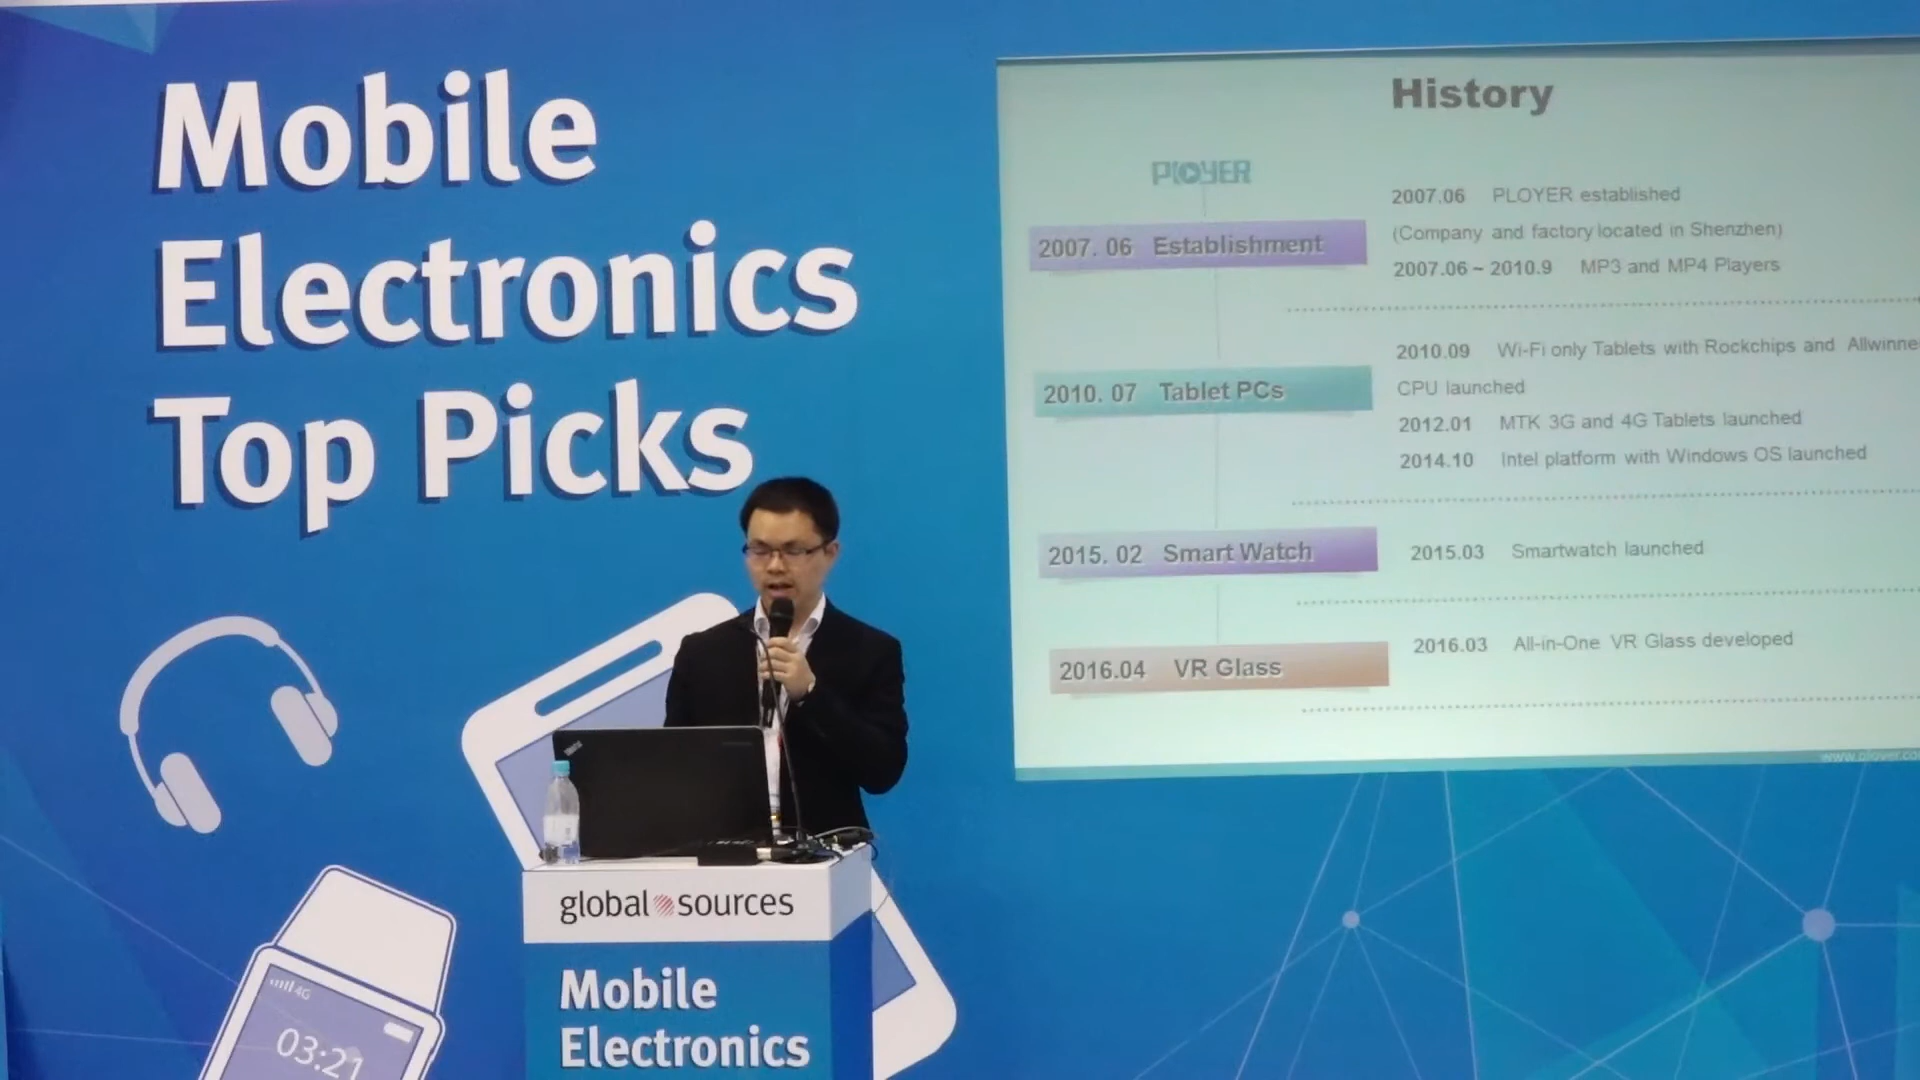 Mobile
Electronics
Top Picks
History
PLOYER
2007. 06 Establishment
2007.06 PLOYER established
(Company and factory located in Shenzhen)
2007.06 ~ 2010.9 MP3 and MP4 Players
2010. 07 Tablet PCs
2010.09 Wi-Fi only Tablets with Rockchips and Allwinne
CPU launched
2012.01 MTK 3G and 4G Tablets launched
2014.10 Intel platform with Windows OS launched
2015. 02 Smart Watch
2015.03 Smartwatch launched
2016.04 VR Glass
2016.03 All-in-One VR Glass developed
www.ployer.co
4G
03:21
global sources
Mobile
Electronics